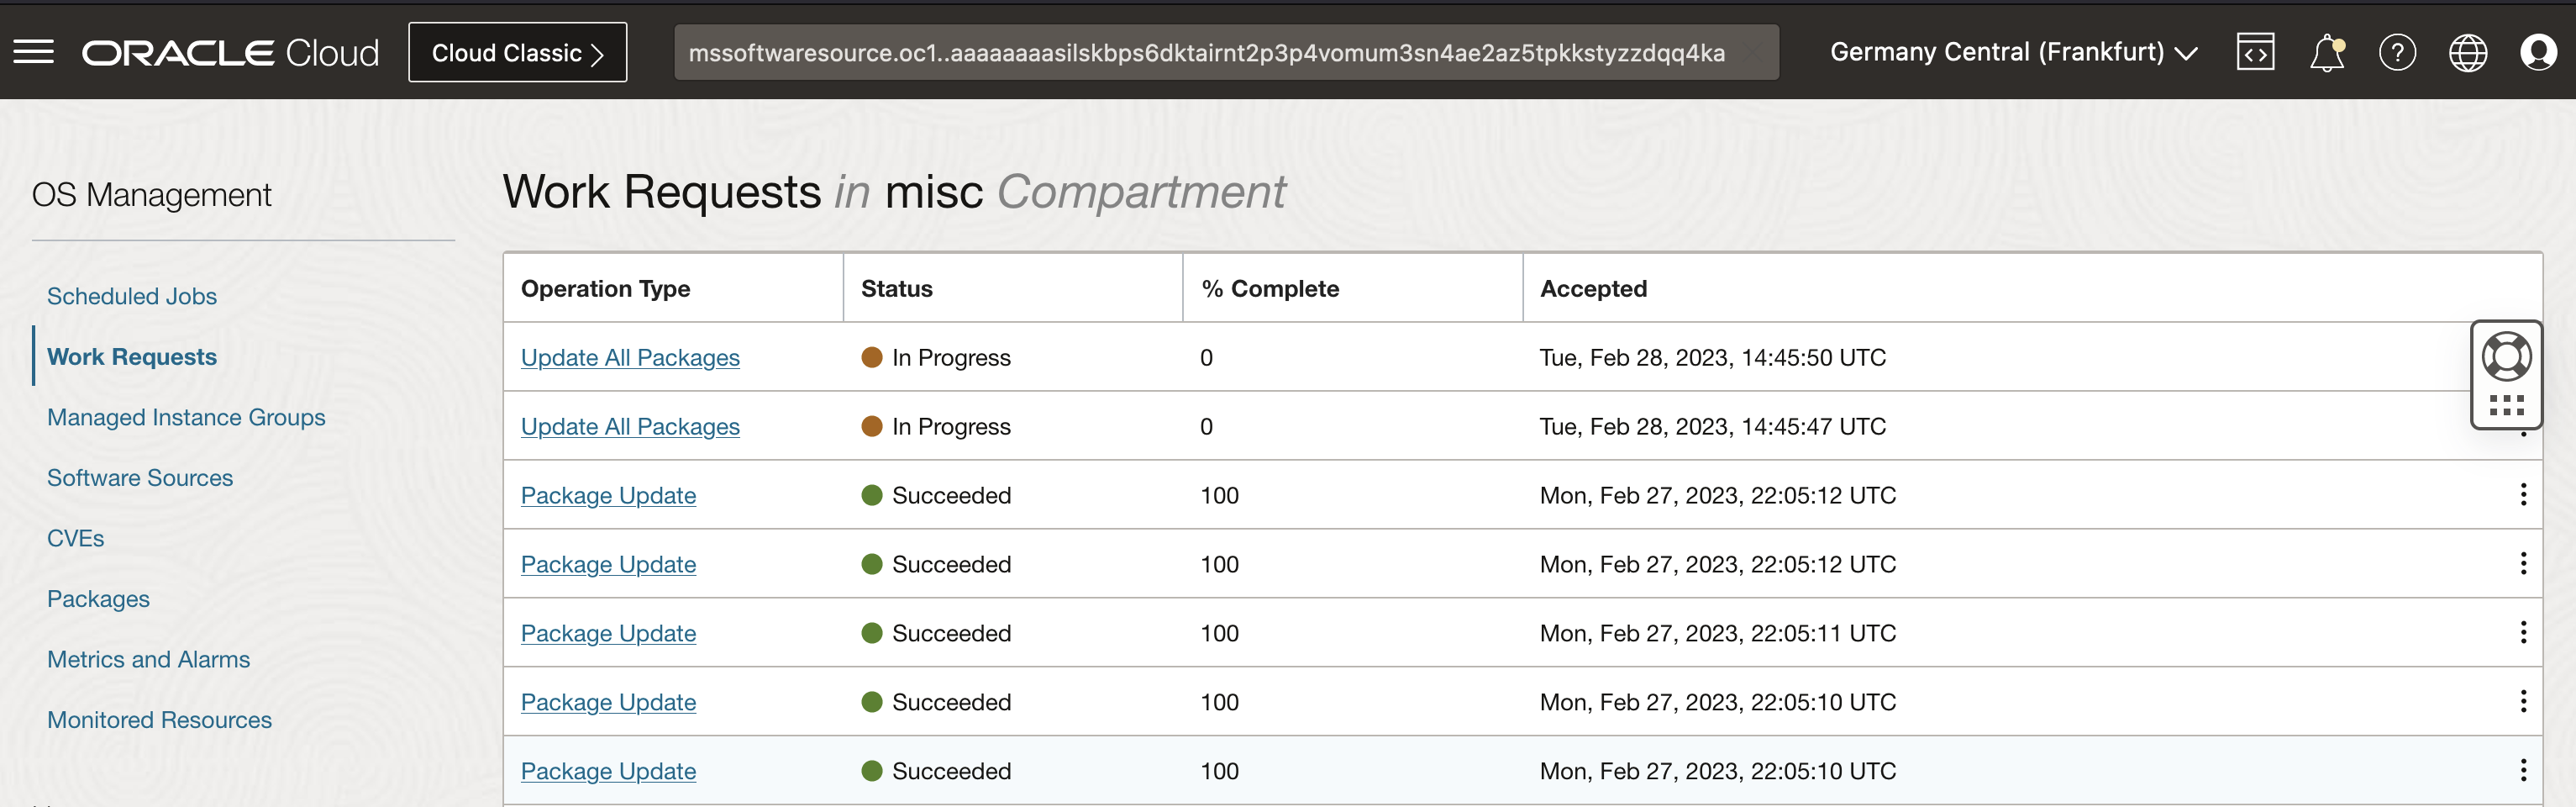 ORACLE Cloud
Cloud Classic >
mssoftwaresource.oc1..aaaaaaaasilskbps6dktairnt2p3p4vomum3sn4ae2az5tpkkstyzzdqq4ka
Germany Central (Frankfurt)
OS Management
Scheduled Jobs
Work Requests
Managed Instance Groups
Software Sources
CVEs
Packages
Metrics and Alarms
Monitored Resources
Work Requests in misc Compartment
Operation Type Status % Complete Accepted
Update All Packages In Progress 0 Tue, Feb 28, 2023, 14:45:50 UTC
Update All Packages In Progress 0 Tue, Feb 28, 2023, 14:45:47 UTC
Package Update Succeeded 100 Mon, Feb 27, 2023, 22:05:12 UTC
Package Update Succeeded 100 Mon, Feb 27, 2023, 22:05:12 UTC
Package Update Succeeded 100 Mon, Feb 27, 2023, 22:05:11 UTC
Package Update Succeeded 100 Mon, Feb 27, 2023, 22:05:10 UTC
Package Update Succeeded 100 Mon, Feb 27, 2023, 22:05:10 UTC